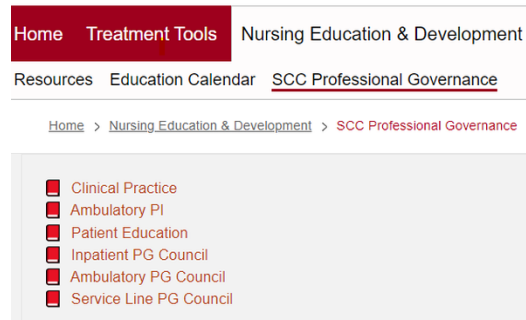 Home Treatment Tools Nursing Education & Development
Resources Education Calendar SCC Professional Governance
Home > Nursing Education & Development > SCC Professional Governance
Clinical Practice
Ambulatory PI
Patient Education
Inpatient PG Council
Ambulatory PG Council
Service Line PG Council